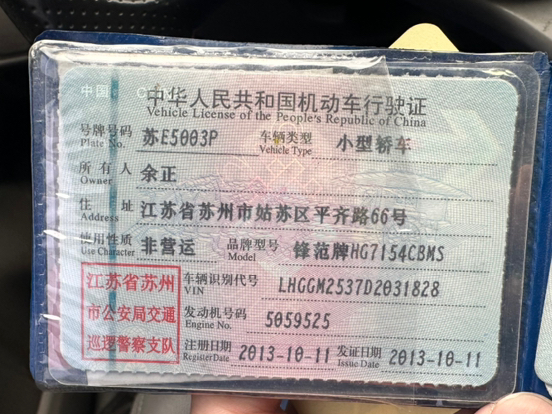 中国 CHINA
中华人民共和国机动车行驶证
Vehicle License of the People's Republic of China
号牌号码 苏E5003P 车辆类型 小型轿车
Plate No. Vehicle Type
所有人 余正
Owner
住址 江苏省苏州市姑苏区平齐路66号
Address
使用性质 非营运 品牌型号 锋范牌HG7154CBMS
Use Character Model
江苏省苏州
市公安局交通
巡逻警察支队
车辆识别代号 LHGGM2537D2031828
VIN
发动机号码 5059525
Engine No.
注册日期 2013-10-11 发证日期 2013-10-11
Register Date Issue Date